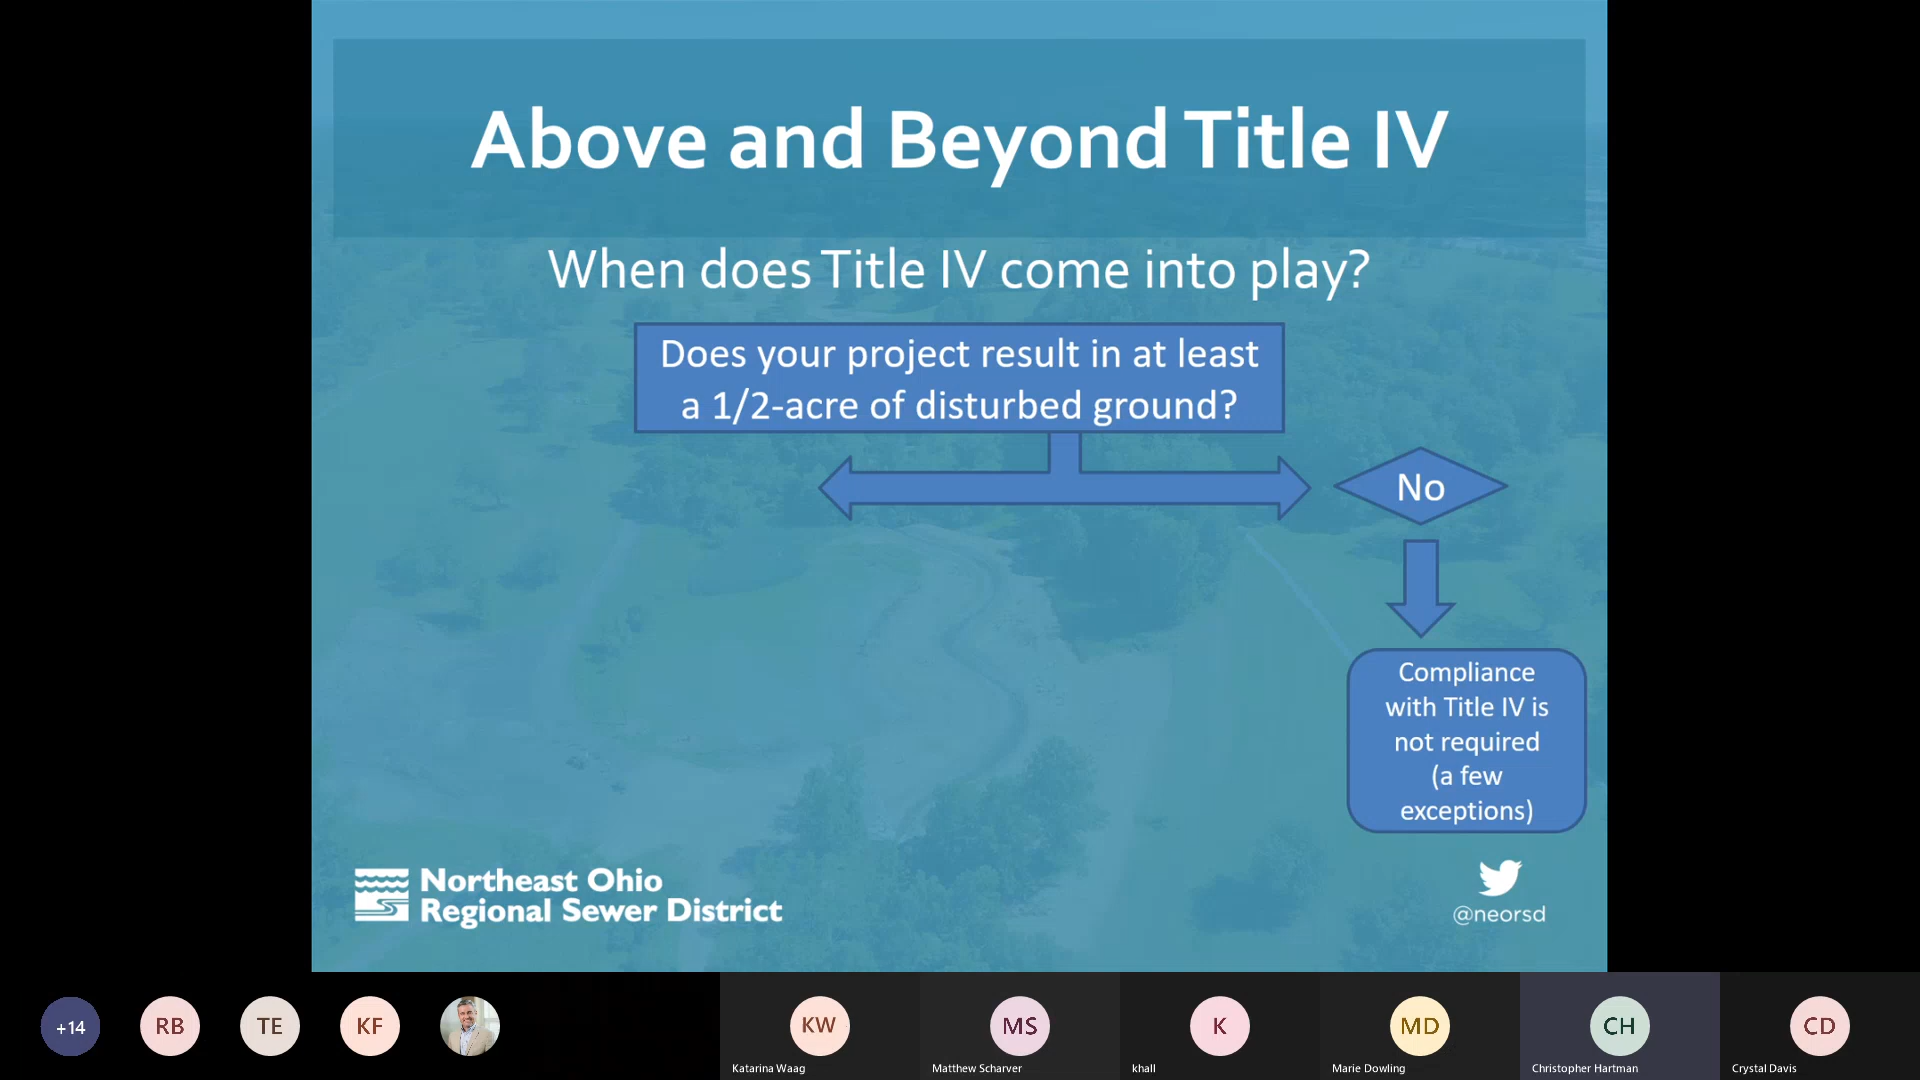 Above and Beyond Title IV
When does Title IV come into play?
Does your project result in at least
a 1/2-acre of disturbed ground?
No
Compliance
with Title IV is
not required
(a few
exceptions)
Northeast Ohio
Regional Sewer District
@neorsd
+14
RB
TE
KF
KW
MS
K
MD
CH
CD
Katarina Waag
Matthew Scharver
khall
Marie Dowling
Christopher Hartman
Crystal Davis